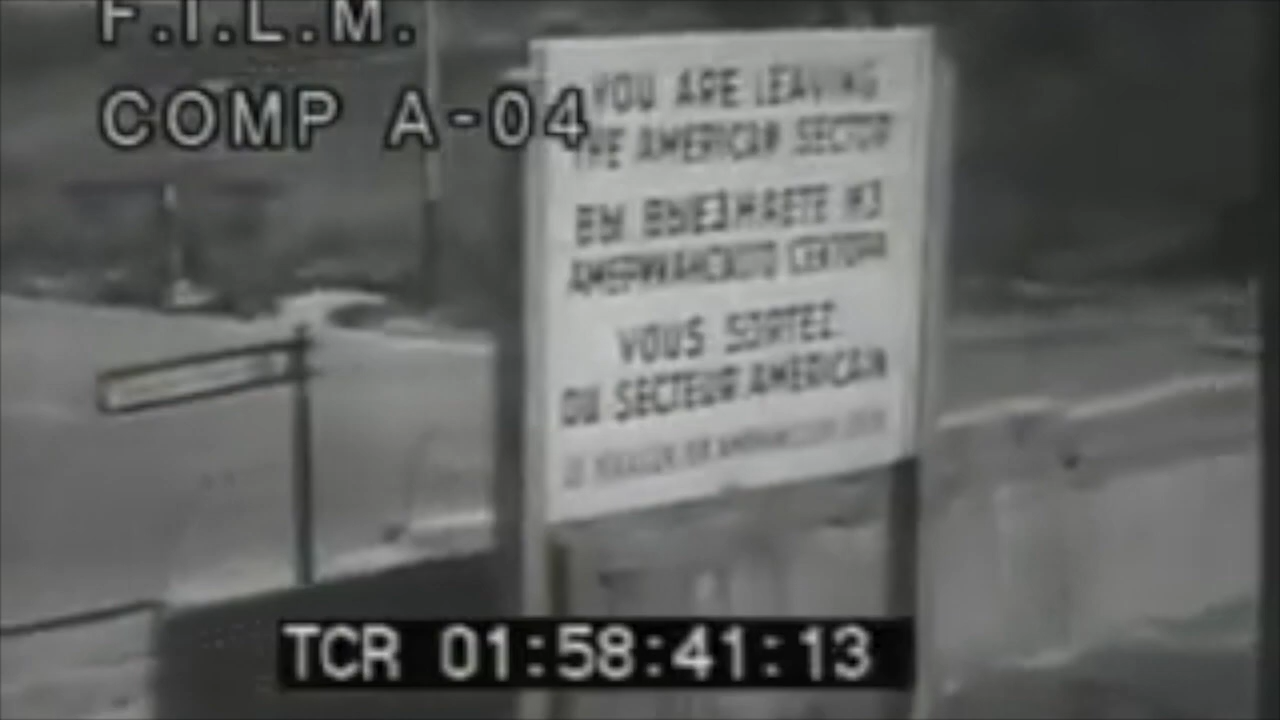 F.I.L.M.
COMP A-04
YOU ARE LEAVING
THE AMERICAN SECTOR
ВЫ ВЫЕЗЖАЕТЕ ИЗ
АМЕРИКАНСКОГО СЕКТОРА
VOUS SORTEZ
DU SECTEUR AMERICAIN
TCR 01:58:41:13